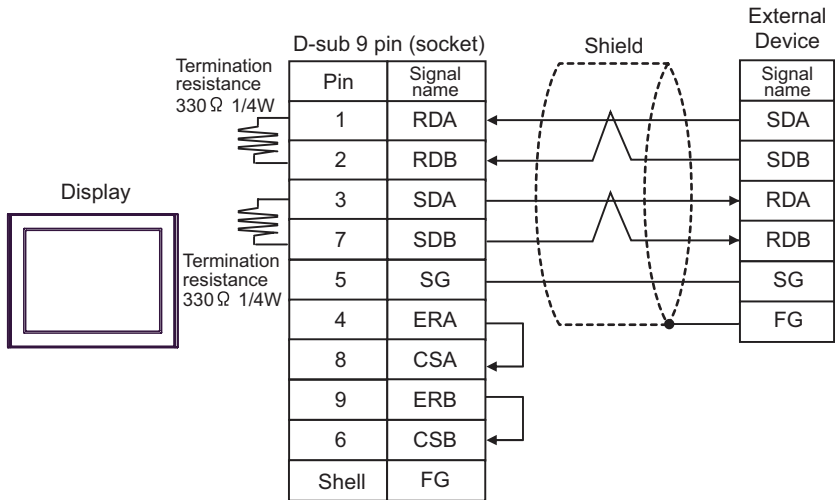 External
Device
D-sub 9 pin (socket)
Shield
Termination
resistance
330Ω 1/4W
Pin
Signal
name
Signal
name
1
RDA
SDA
2
RDB
SDB
Display
3
SDA
RDA
7
SDB
RDB
Termination
resistance
330Ω 1/4W
5
SG
SG
4
ERA
FG
8
CSA
9
ERB
6
CSB
Shell
FG